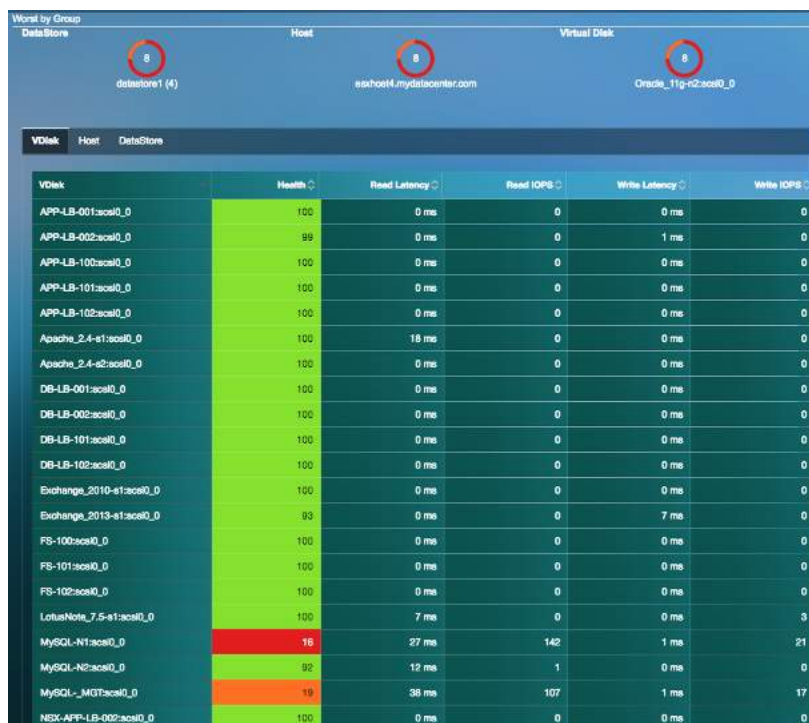 Worst by Group
DataStore Host Virtual Disk
8 8 8
datastore1 (4) esxhost4.mydatacenter.com Oracle_11g-n2:scsi0_0
VDisk Host DataStore
VDisk Health Read Latency Read IOPS Write Latency Write IOPS
APP-LB-001:scsi0_0 100 0 ms 0 0 ms 0
APP-LB-002:scsi0_0 99 0 ms 0 1 ms 0
APP-LB-100:scsi0_0 100 0 ms 0 0 ms 0
APP-LB-101:scsi0_0 100 0 ms 0 0 ms 0
APP-LB-102:scsi0_0 100 0 ms 0 0 ms 0
Apache_2.4-s1:scsi0_0 100 18 ms 0 0 ms 0
Apache_2.4-s2:scsi0_0 100 0 ms 0 0 ms 0
DB-LB-001:scsi0_0 100 0 ms 0 0 ms 0
DB-LB-002:scsi0_0 100 0 ms 0 0 ms 0
DB-LB-101:scsi0_0 100 0 ms 0 0 ms 0
DB-LB-102:scsi0_0 100 0 ms 0 0 ms 0
Exchange_2010-s1:scsi0_0 100 0 ms 0 0 ms 0
Exchange_2013-s1:scsi0_0 93 0 ms 0 7 ms 0
FS-100:scsi0_0 100 0 ms 0 0 ms 0
FS-101:scsi0_0 100 0 ms 0 0 ms 0
FS-102:scsi0_0 100 0 ms 0 0 ms 0
LotusNote_7.5-s1:scsi0_0 100 7 ms 0 0 ms 3
MySQL-N1:scsi0_0 16 27 ms 142 1 ms 21
MySQL-N2:scsi0_0 92 12 ms 1 0 ms 0
MySQL-_MGT:scsi0_0 19 38 ms 107 1 ms 17
NSX-APP-LB-002:scsi0_0 100 0 ms 0 0 ms 0